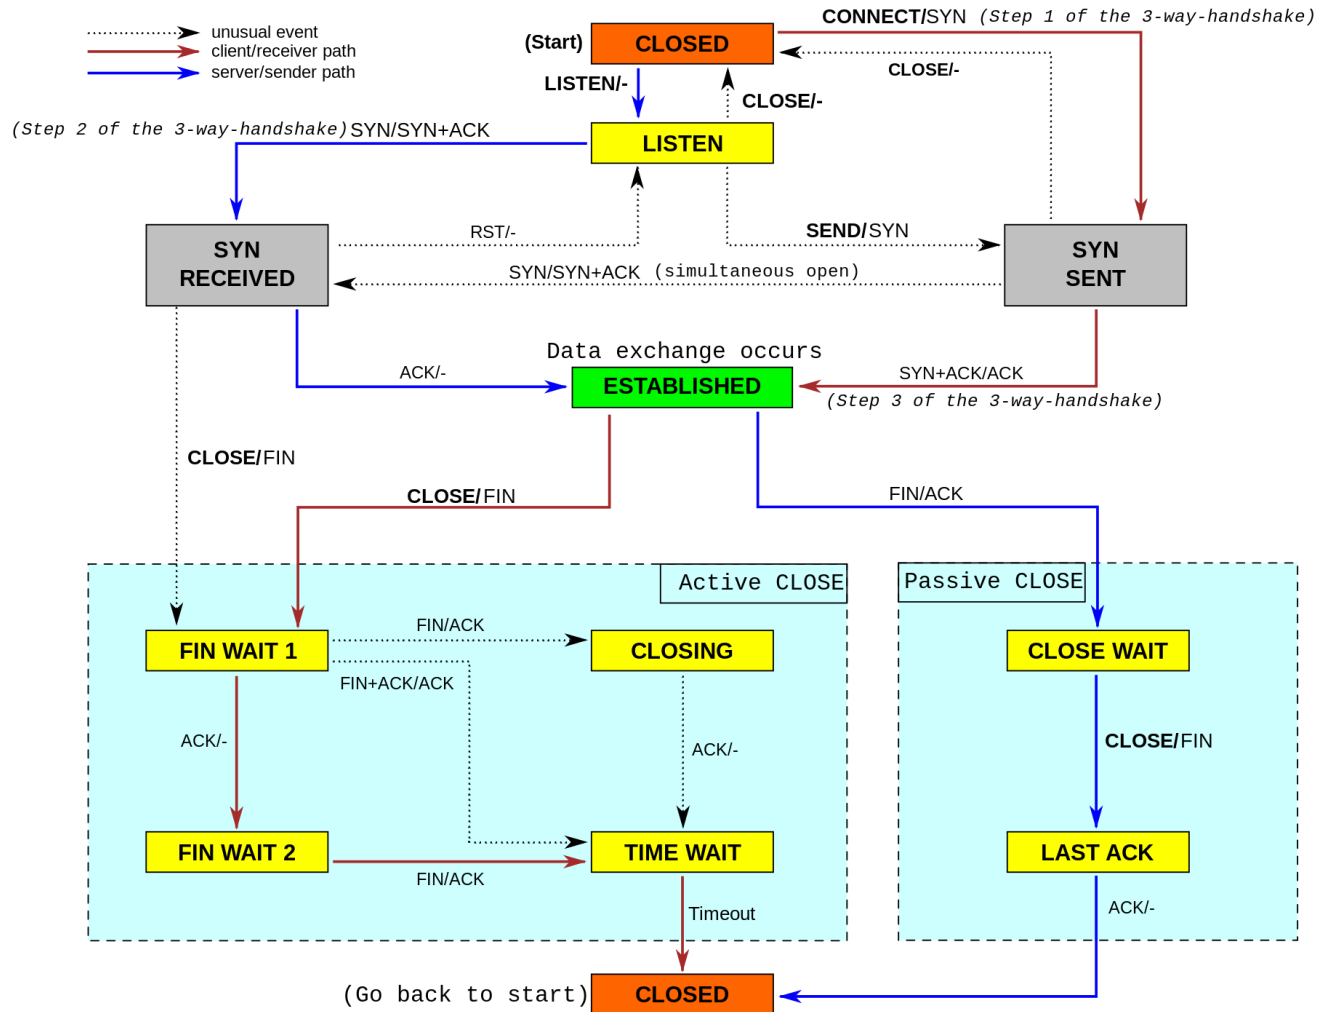 CONNECT/SYN (Step 1 of the 3-way-handshake)
unusual event
client/receiver path
server/sender path
(Start)
CLOSED
CLOSE/-
LISTEN/-
CLOSE/-
(Step 2 of the 3-way-handshake) SYN/SYN+ACK
LISTEN
RST/-
SEND/SYN
SYN
RECEIVED
SYN
SENT
SYN/SYN+ACK (simultaneous open)
Data exchange occurs
ACK/-
ESTABLISHED
SYN+ACK/ACK
(Step 3 of the 3-way-handshake)
CLOSE/FIN
CLOSE/FIN
FIN/ACK
Active CLOSE
Passive CLOSE
FIN/ACK
FIN WAIT 1
CLOSING
CLOSE WAIT
FIN+ACK/ACK
ACK/-
ACK/-
CLOSE/FIN
FIN WAIT 2
TIME WAIT
LAST ACK
FIN/ACK
Timeout
ACK/-
(Go back to start)
CLOSED